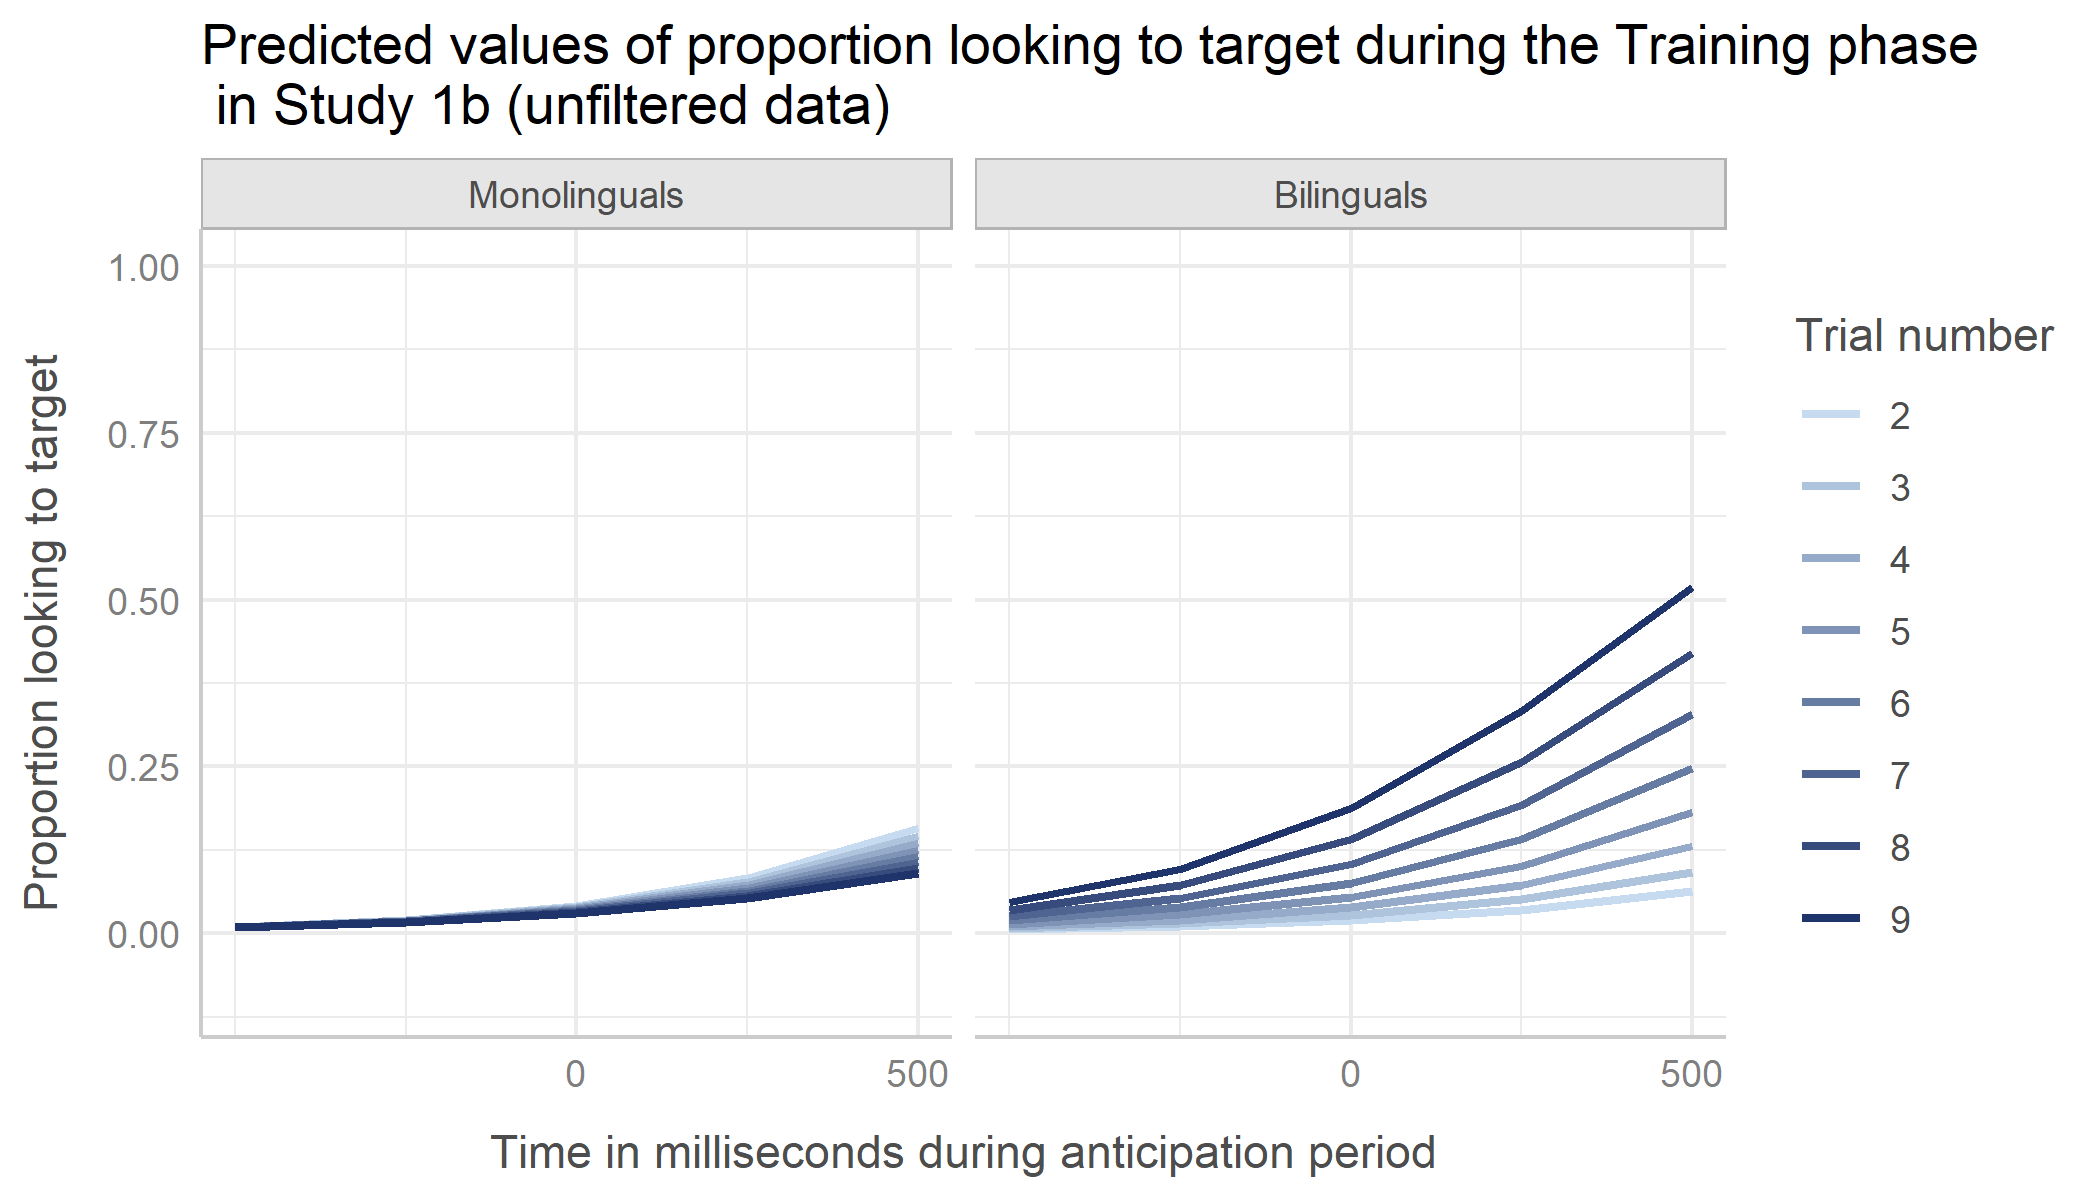 Predicted values of proportion looking to target during the Training phase
in Study 1b (unfiltered data)
Monolinguals
Bilinguals
1.00
0.75
0.50
0.25
0.00
Proportion looking to target
0
500
0
500
Time in milliseconds during anticipation period
Trial number
2
3
4
5
6
7
8
9